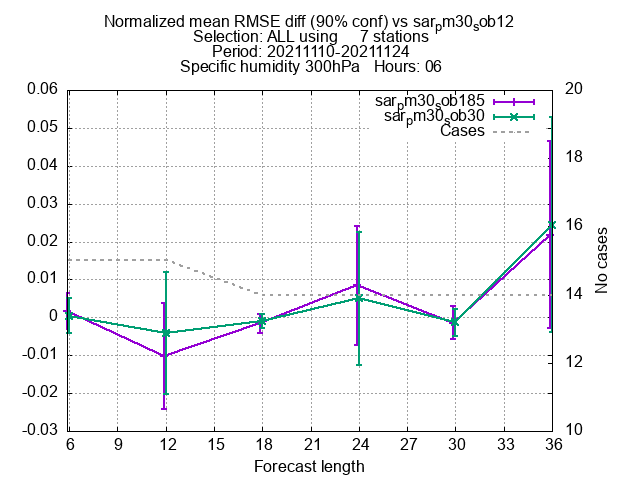 Normalized mean RMSE diff (90% conf) vs sarpm30sob12
Selection: ALL using     7 stations
Period: 20211110-20211124
Specific humidity 300hPa   Hours: 06
sarpm30sob185
sarpm30sob30
Cases
0.06
0.05
0.04
0.03
0.02
0.01
0
-0.01
-0.02
-0.03
20
18
16
14
12
10
No cases
6 9 12 15 18 21 24 27 30 33 36
Forecast length